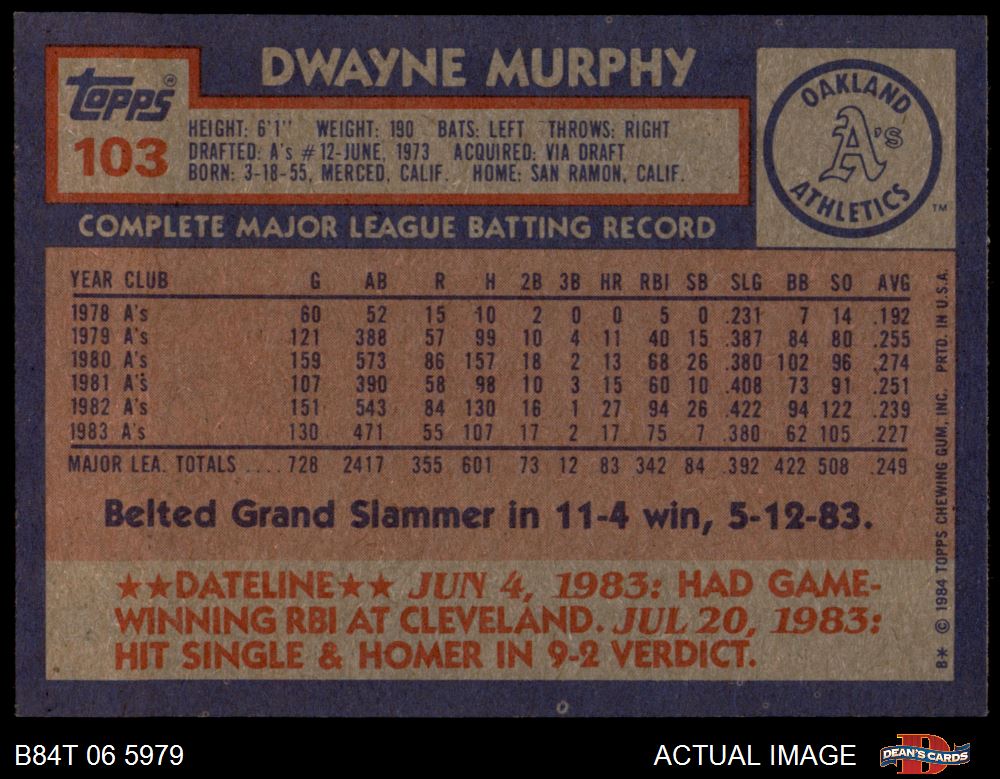 DWAYNE MURPHY
Topps®
103
HEIGHT: 6'1" WEIGHT: 190 BATS: LEFT THROWS: RIGHT
DRAFTED: A's #12-JUNE, 1973 ACQUIRED: VIA DRAFT
BORN: 3-18-55, MERCED, CALIF. HOME: SAN RAMON, CALIF.
OAKLAND
A's
ATHLETICS
TM
COMPLETE MAJOR LEAGUE BATTING RECORD
YEAR CLUB G AB R H 2B 3B HR RBI SB SLG BB SO AVG
1978 A's 60 52 15 10 2 0 0 5 0 .231 7 14 .192
1979 A's 121 388 57 99 10 4 11 40 15 .387 84 80 .255
1980 A's 159 573 86 157 18 2 13 68 26 .380 102 96 .274
1981 A's 107 390 58 98 10 3 15 60 10 .408 73 91 .251
1982 A's 151 543 84 130 16 1 27 94 26 .422 94 122 .239
1983 A's 130 471 55 107 17 2 17 75 7 .380 62 105 .227
MAJOR LEA. TOTALS .... 728 2417 355 601 73 12 83 342 84 .392 422 508 .249
Belted Grand Slammer in 11-4 win, 5-12-83.
★★DATELINE★★ JUN 4, 1983: HAD GAME-
WINNING RBI AT CLEVELAND. JUL 20, 1983:
HIT SINGLE & HOMER IN 9-2 VERDICT.
B* © 1984 TOPPS CHEWING GUM, INC. PRTD. IN U.S.A.
B84T 06 5979
ACTUAL IMAGE
D
DEAN'S CARDS